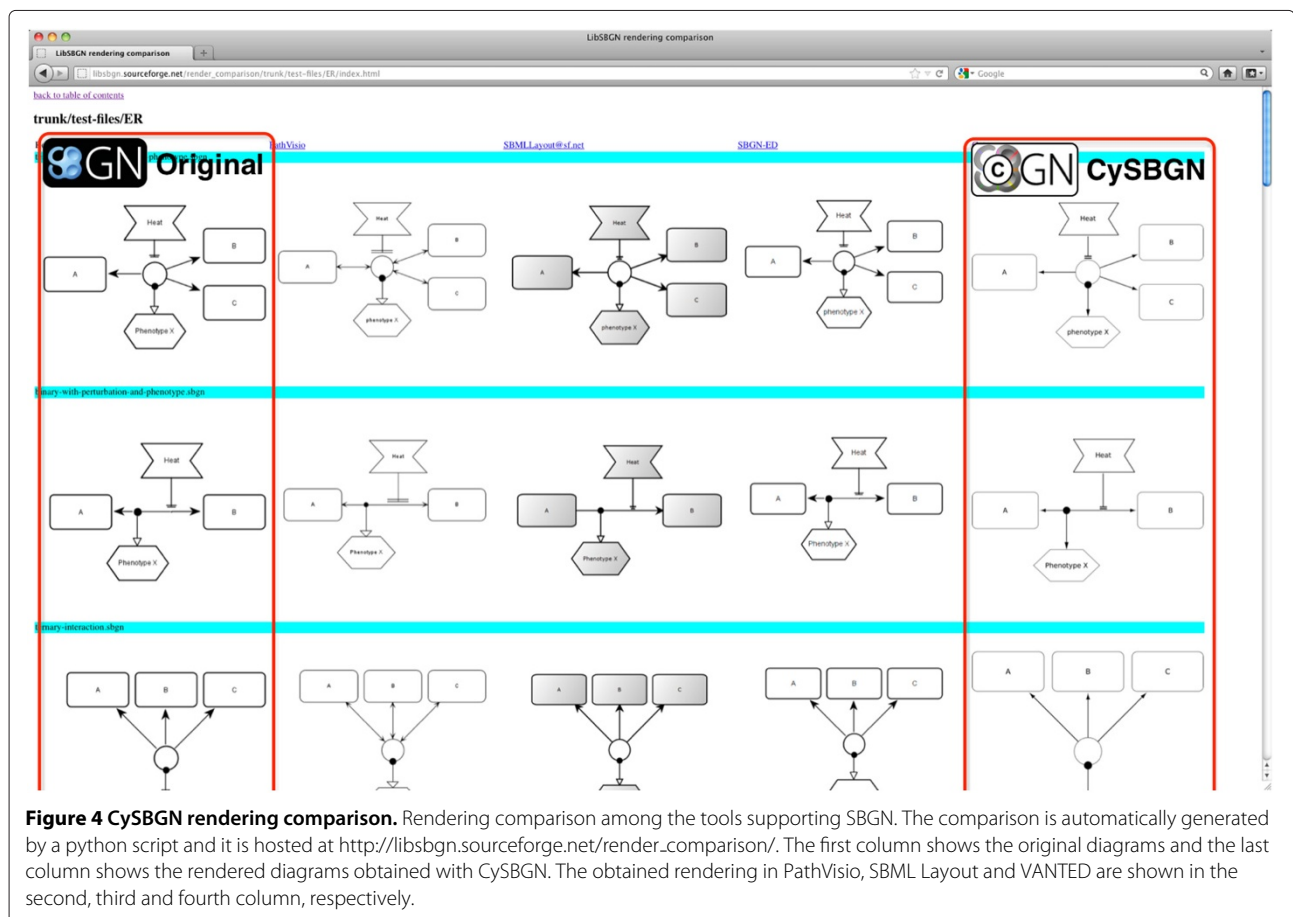 LibSBGN rendering comparison
LibSBGN rendering comparison
libsbgn.sourceforge.net/render_comparison/trunk/test-files/ER/index.html
Google
back to table of contents
trunk/test-files/ER
PathVisio SBMLLayout@sf.net SBGN-ED
SBGN Original
CGN CySBGN
Heat Heat Heat Heat Heat
A B A B A B A B A B
C C C C C
Phenotype X phenotype X phenotype X phenotype X phenotype X
binary-with-perturbation-and-phenotype.sbgn
Heat Heat Heat Heat Heat
A B A B A B A B A B
Phenotype X Phenotype X Phenotype X Phenotype X Phenotype X
ternary-interaction.sbgn
A B C A B C A B C A B C A B C
Figure 4 CySBGN rendering comparison. Rendering comparison among the tools supporting SBGN. The comparison is automatically generated
by a python script and it is hosted at http://libsbgn.sourceforge.net/render_comparison/. The first column shows the original diagrams and the last
column shows the rendered diagrams obtained with CySBGN. The obtained rendering in PathVisio, SBML Layout and VANTED are shown in the
second, third and fourth column, respectively.